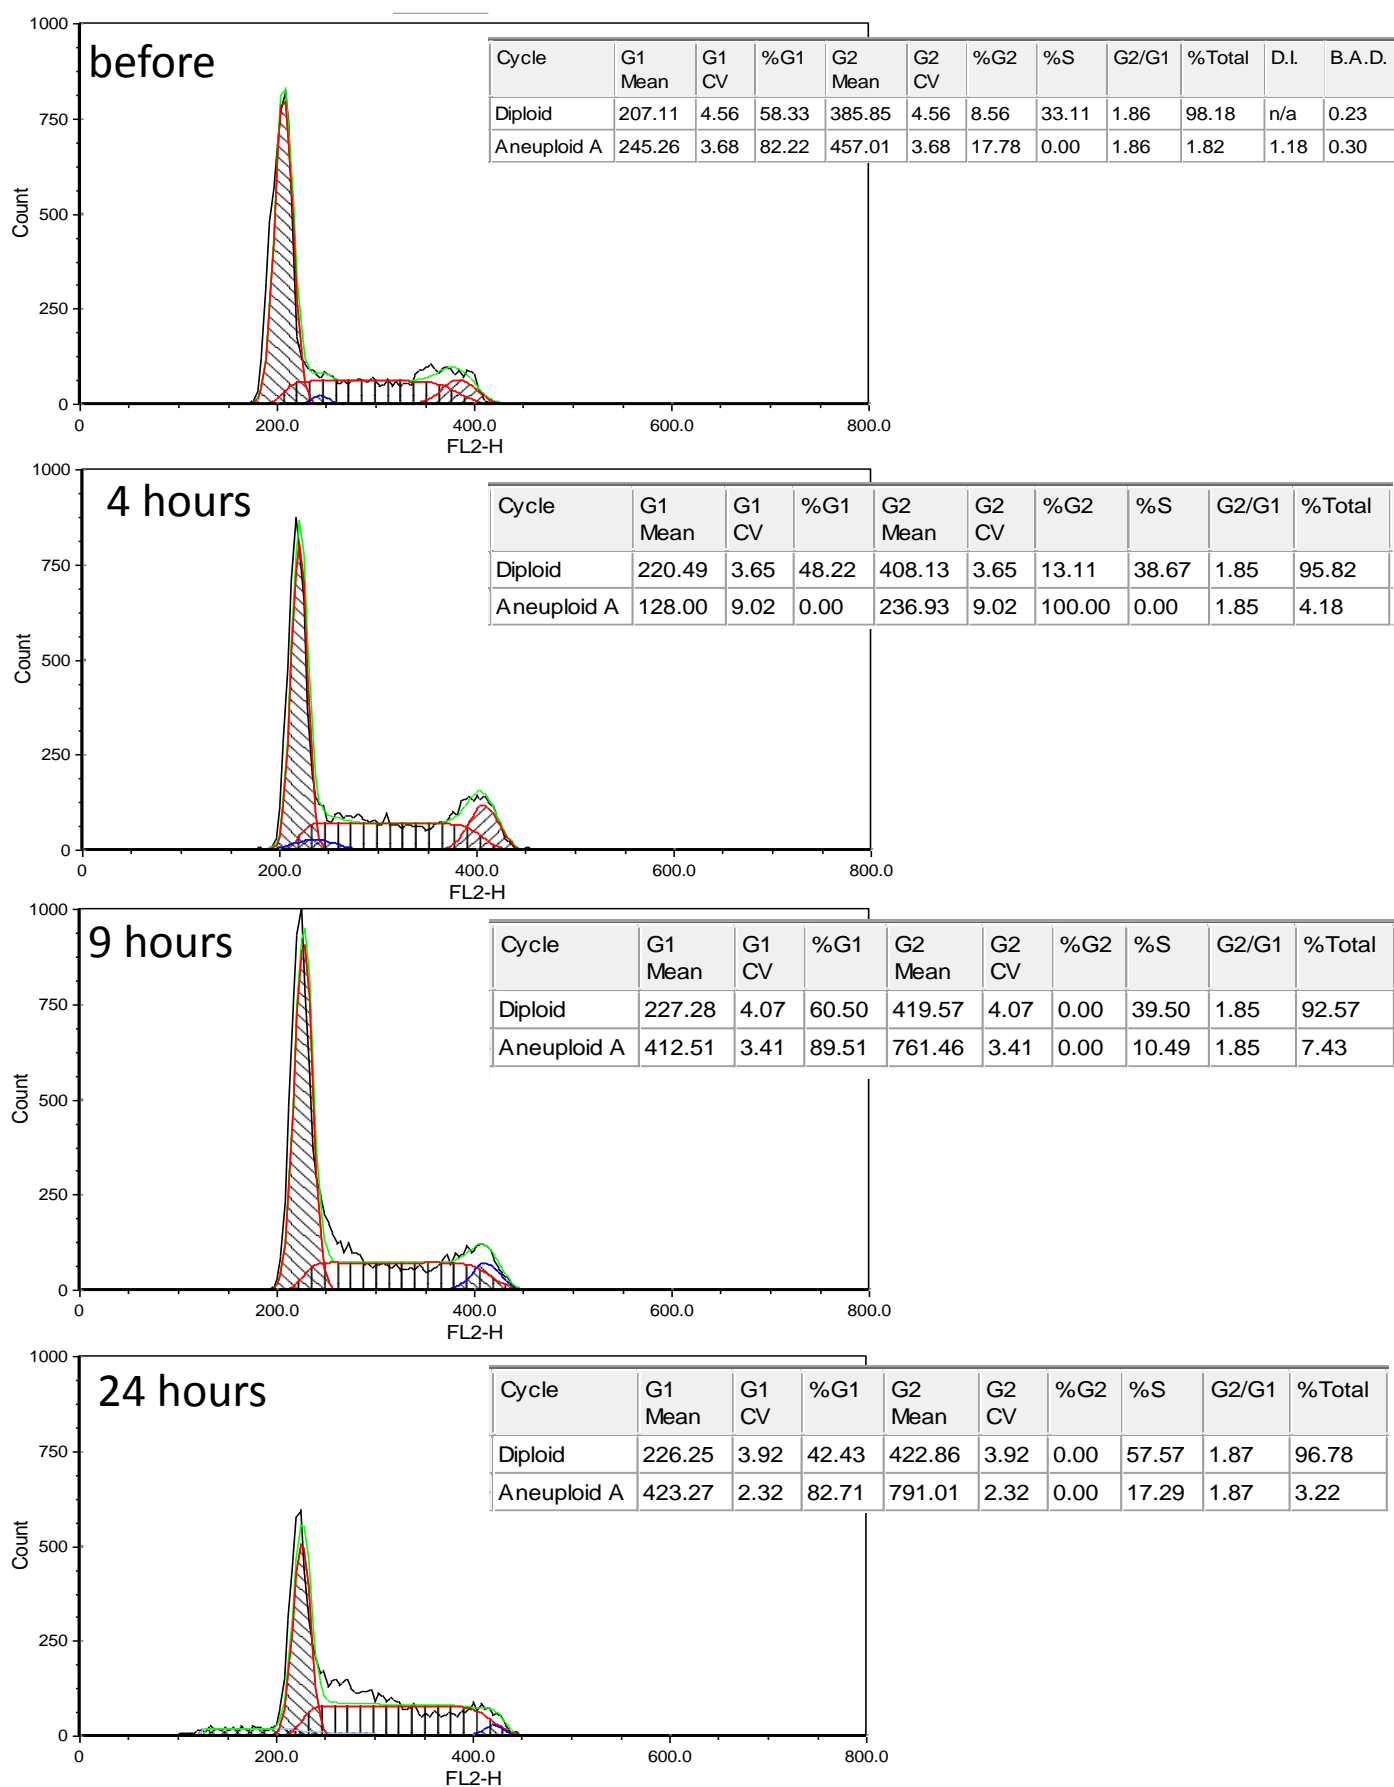 before
Cycle G1 Mean G1 CV %G1 G2 Mean G2 CV %G2 %S G2/G1 %Total D.I. B.A.D.
Diploid 207.11 4.56 58.33 385.85 4.56 8.56 33.11 1.86 98.18 n/a 0.23
Aneuploid A 245.26 3.68 82.22 457.01 3.68 17.78 0.00 1.86 1.82 1.18 0.30
1000
750
500
250
0
Count
0 200.0 400.0 600.0 800.0
FL2-H
4 hours
Cycle G1 Mean G1 CV %G1 G2 Mean G2 CV %G2 %S G2/G1 %Total
Diploid 220.49 3.65 48.22 408.13 3.65 13.11 38.67 1.85 95.82
Aneuploid A 128.00 9.02 0.00 236.93 9.02 100.00 0.00 1.85 4.18
1000
750
500
250
0
Count
0 200.0 400.0 600.0 800.0
FL2-H
9 hours
Cycle G1 Mean G1 CV %G1 G2 Mean G2 CV %G2 %S G2/G1 %Total
Diploid 227.28 4.07 60.50 419.57 4.07 0.00 39.50 1.85 92.57
Aneuploid A 412.51 3.41 89.51 761.46 3.41 0.00 10.49 1.85 7.43
1000
750
500
250
0
Count
0 200.0 400.0 600.0 800.0
FL2-H
24 hours
Cycle G1 Mean G1 CV %G1 G2 Mean G2 CV %G2 %S G2/G1 %Total
Diploid 226.25 3.92 42.43 422.86 3.92 0.00 57.57 1.87 96.78
Aneuploid A 423.27 2.32 82.71 791.01 2.32 0.00 17.29 1.87 3.22
1000
750
500
250
0
Count
0 200.0 400.0 600.0 800.0
FL2-H